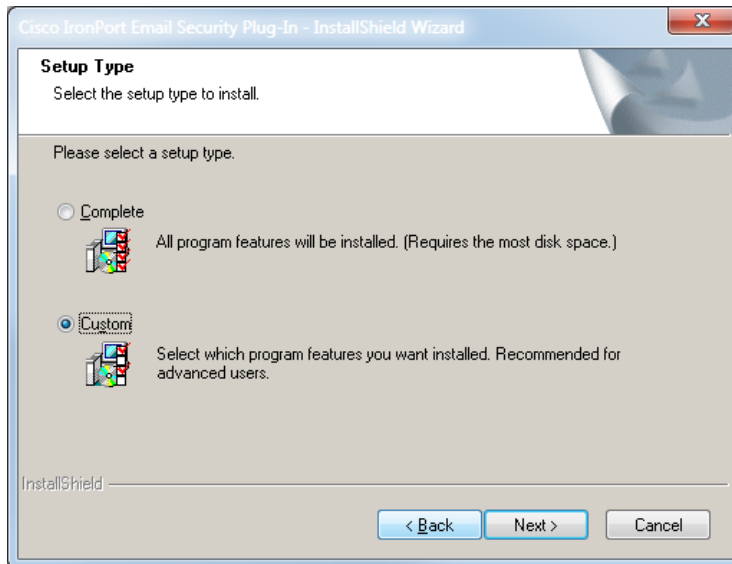 Cisco IronPort Email Security Plug-In - InstallShield Wizard
Setup Type
Select the setup type to install.
Please select a setup type.
Complete
All program features will be installed. (Requires the most disk space.)
Custom
Select which program features you want installed. Recommended for
advanced users.
InstallShield
< Back
Next >
Cancel